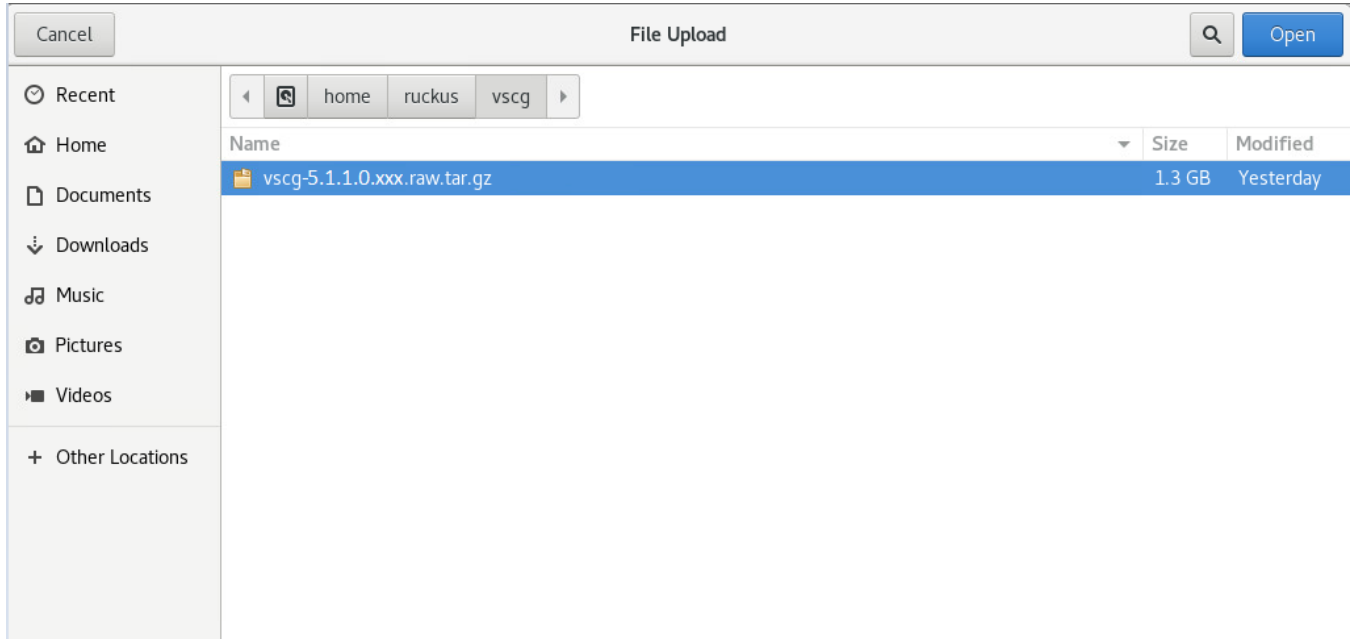 Cancel File Upload Open
Recent
home ruckus vscg
Home
Name Size Modified
vscg-5.1.1.0.xxx.raw.tar.gz 1.3 GB Yesterday
Documents
Downloads
Music
Pictures
Videos
Other Locations